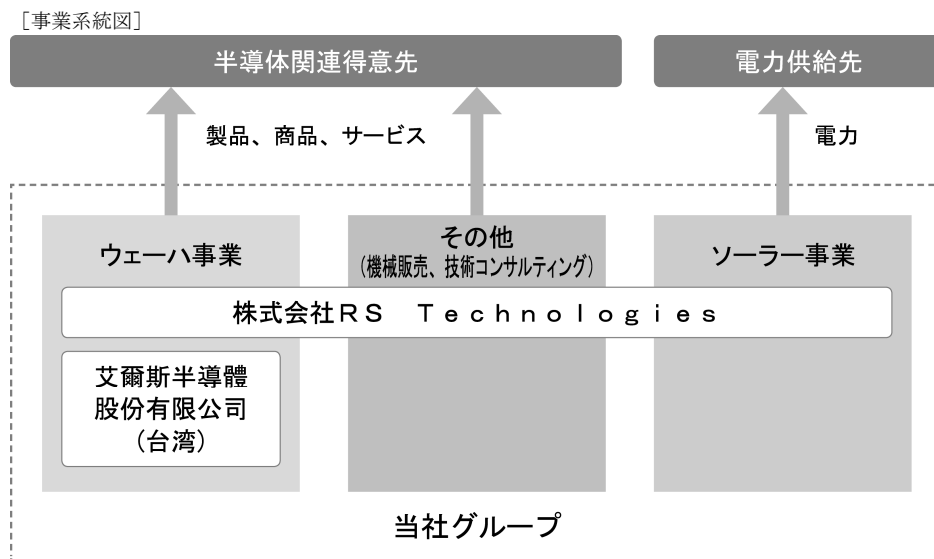 ［事業系統図］
半導体関連得意先
電力供給先
製品、商品、サービス
電力
ウェーハ事業
その他
（機械販売、技術コンサルティング）
ソーラー事業
株式会社ＲＳ　Ｔｅｃｈｎｏｌｏｇｉｅｓ
艾爾斯半導體
股份有限公司
（台湾）
当社グループ